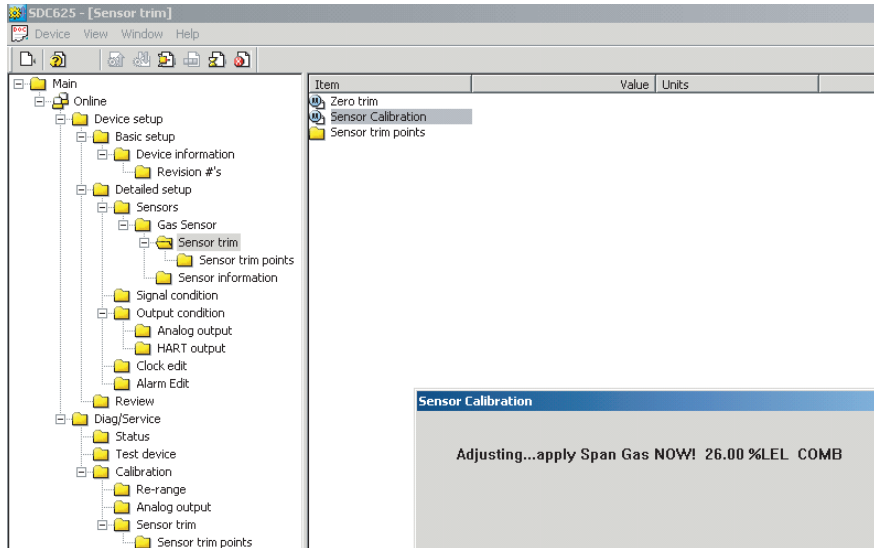 SDC625 - [Sensor trim]
Device View Window Help
Main
Online
Device setup
Basic setup
Device information
Revision #'s
Detailed setup
Sensors
Gas Sensor
Sensor trim
Sensor trim points
Sensor information
Signal condition
Output condition
Analog output
HART output
Clock edit
Alarm Edit
Review
Diag/Service
Status
Test device
Calibration
Re-range
Analog output
Sensor trim
Sensor trim points
Item Value Units
Zero trim
Sensor Calibration
Sensor trim points
Sensor Calibration
Adjusting...apply Span Gas NOW! 26.00 %LEL COMB